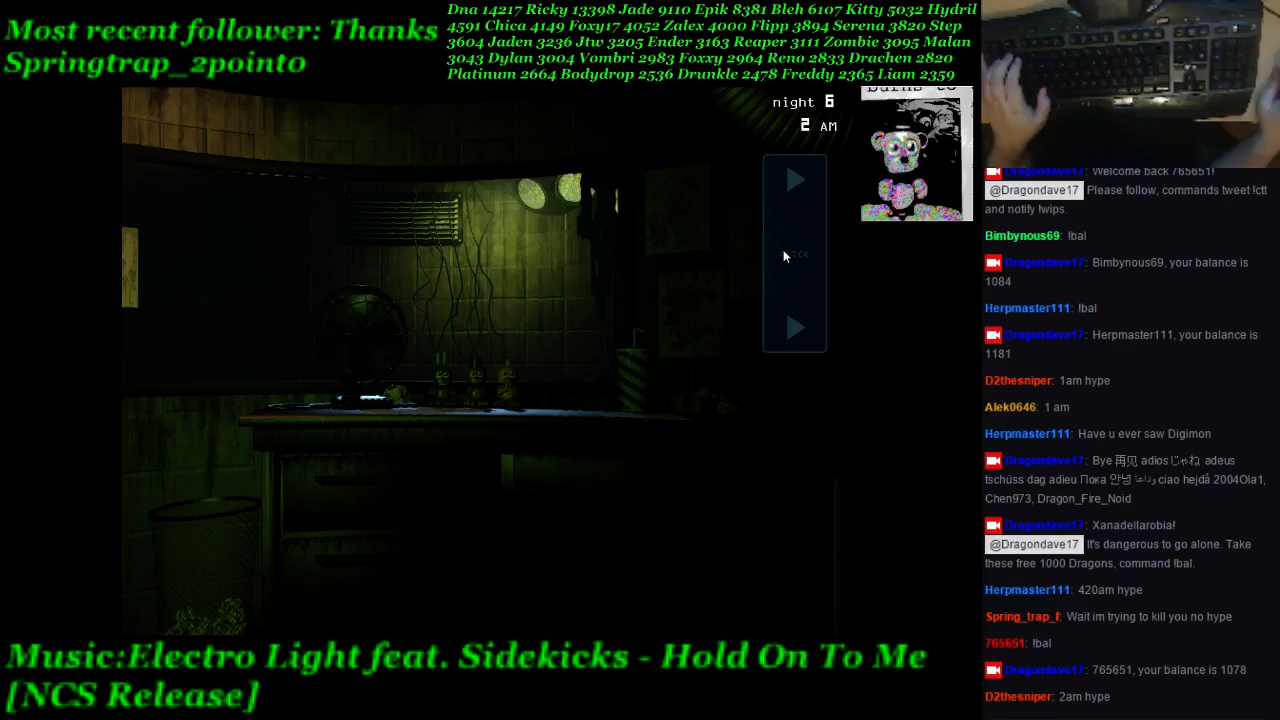 Most recent follower: Thanks
Springtrap_2point0
Dna 14217 Ricky 13398 Jade 9110 Epik 8381 Bleh 6107 Kitty 5032 Hydril
4591 Chica 4149 Foxy17 4052 Zalex 4000 Flipp 3894 Serena 3820 Step
3604 Jaden 3236 Jtw 3205 Ender 3163 Reaper 3111 Zombie 3095 Malan
3043 Dylan 3004 Vombri 2983 Foxxy 2964 Reno 2833 Drachen 2820
Platinum 2664 Bodydrop 2536 Drunkle 2478 Freddy 2365 Liam 2359
night 6
2 AM
Dragondave17: Welcome back 765651!
@Dragondave17 Please follow, commands tweet !ctt
and notify !wips.
Bimbynous69: !bal
Dragondave17: Bimbynous69, your balance is
1084
Herpmaster111: !bal
Dragondave17: Herpmaster111, your balance is
1181
D2thesniper: 1am hype
Alek0646: 1 am
Herpmaster111: Have u ever saw Digimon
Dragondave17: Bye 再见 adios じゃね adeus
tschüss dag adieu Пока 안녕 وداعا ciao hejdå 2004Ola1,
Chen973, Dragon_Fire_Noid
Dragondave17: Xanadellarobia!
@Dragondave17 It's dangerous to go alone. Take
these free 1000 Dragons, command !bal.
Herpmaster111: 420am hype
Spring_trap_f: Wait im trying to kill you no hype
765651: !bal
Dragondave17: 765651, your balance is 1078
D2thesniper: 2am hype
Music:Electro Light feat. Sidekicks - Hold On To Me
[NCS Release]